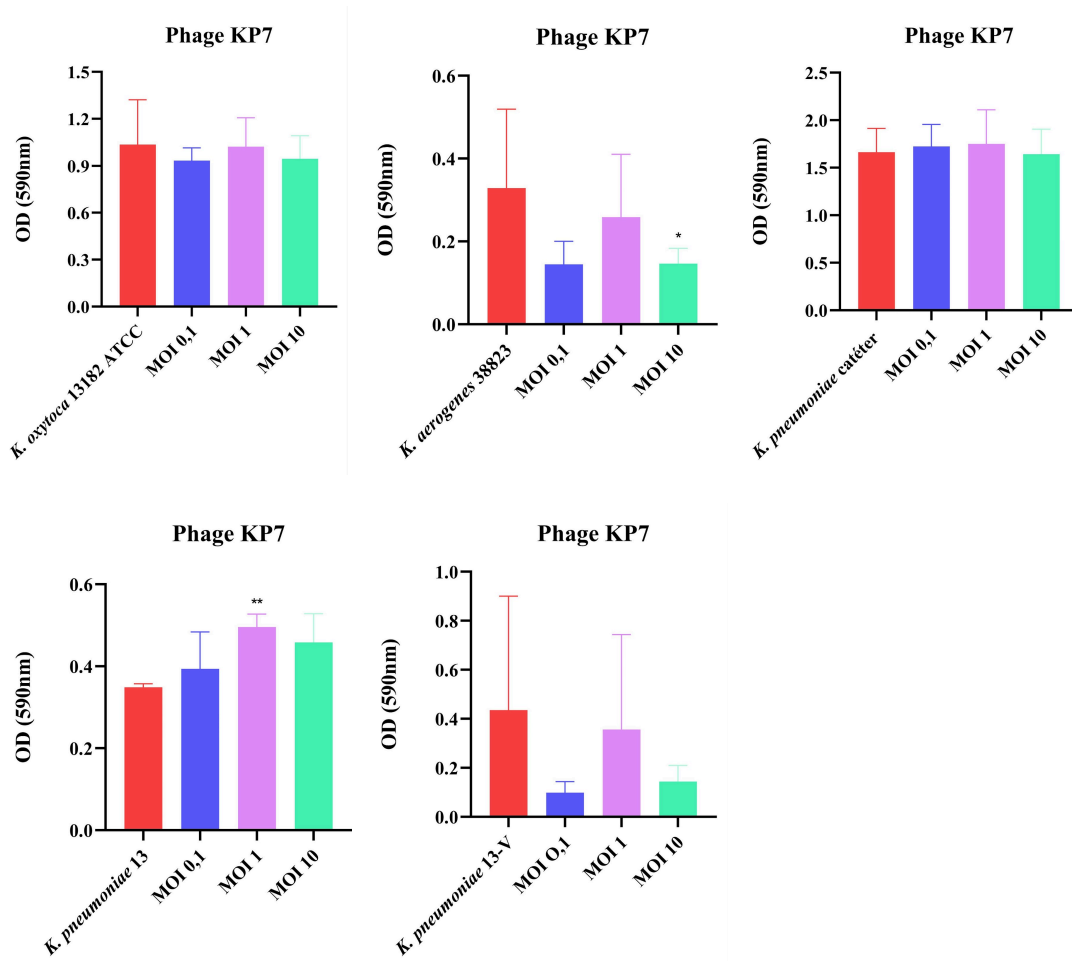 Phage KP7
OD (590nm)
1.5
1.2
0.9
0.6
0.3
0.0
K. oxytoca 13182 ATCC
MOI 0,1
MOI 1
MOI 10
Phage KP7
OD (590nm)
0.6
0.4
0.2
0.0
*
K. aerogenes 38823
MOI 0,1
MOI 1
MOI 10
Phage KP7
OD (590nm)
2.5
2.0
1.5
1.0
0.5
0.0
K. pneumoniae catéter
MOI 0,1
MOI 1
MOI 10
Phage KP7
OD (590nm)
0.6
0.4
0.2
0.0
**
K. pneumoniae 13
MOI 0,1
MOI 1
MOI 10
Phage KP7
OD (590nm)
1.0
0.8
0.6
0.4
0.2
0.0
K. pneumoniae 13-V
MOI O,1
MOI 1
MOI 10